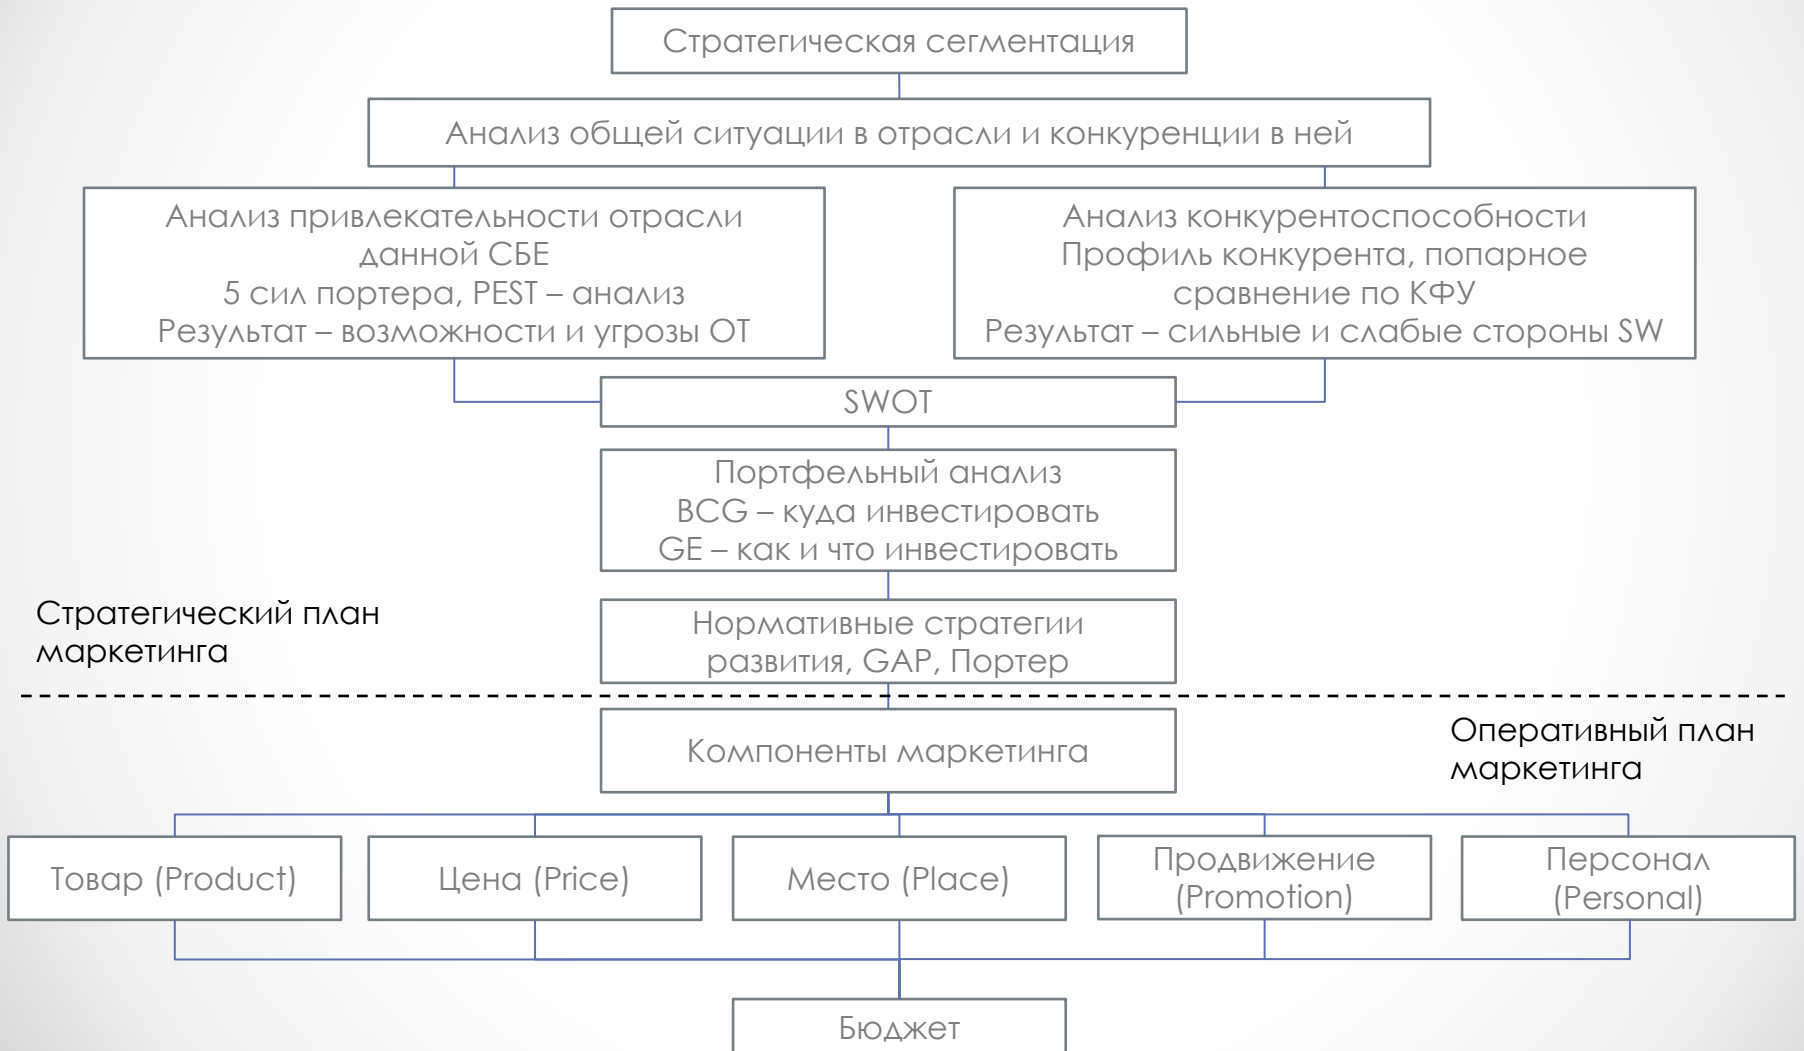 Стратегическая сегментация
Анализ общей ситуации в отрасли и конкуренции в ней
Анализ привлекательности отрасли
данной СБЕ
5 сил портера, PEST – анализ
Результат – возможности и угрозы ОТ
Анализ конкурентоспособности
Профиль конкурента, попарное
сравнение по КФУ
Результат – сильные и слабые стороны SW
SWOT
Портфельный анализ
BCG – куда инвестировать
GE – как и что инвестировать
Стратегический план
маркетинга
Нормативные стратегии
развития, GAP, Портер
Компоненты маркетинга
Оперативный план
маркетинга
Товар (Product)
Цена (Price)
Место (Place)
Продвижение
(Promotion)
Персонал
(Personal)
Бюджет